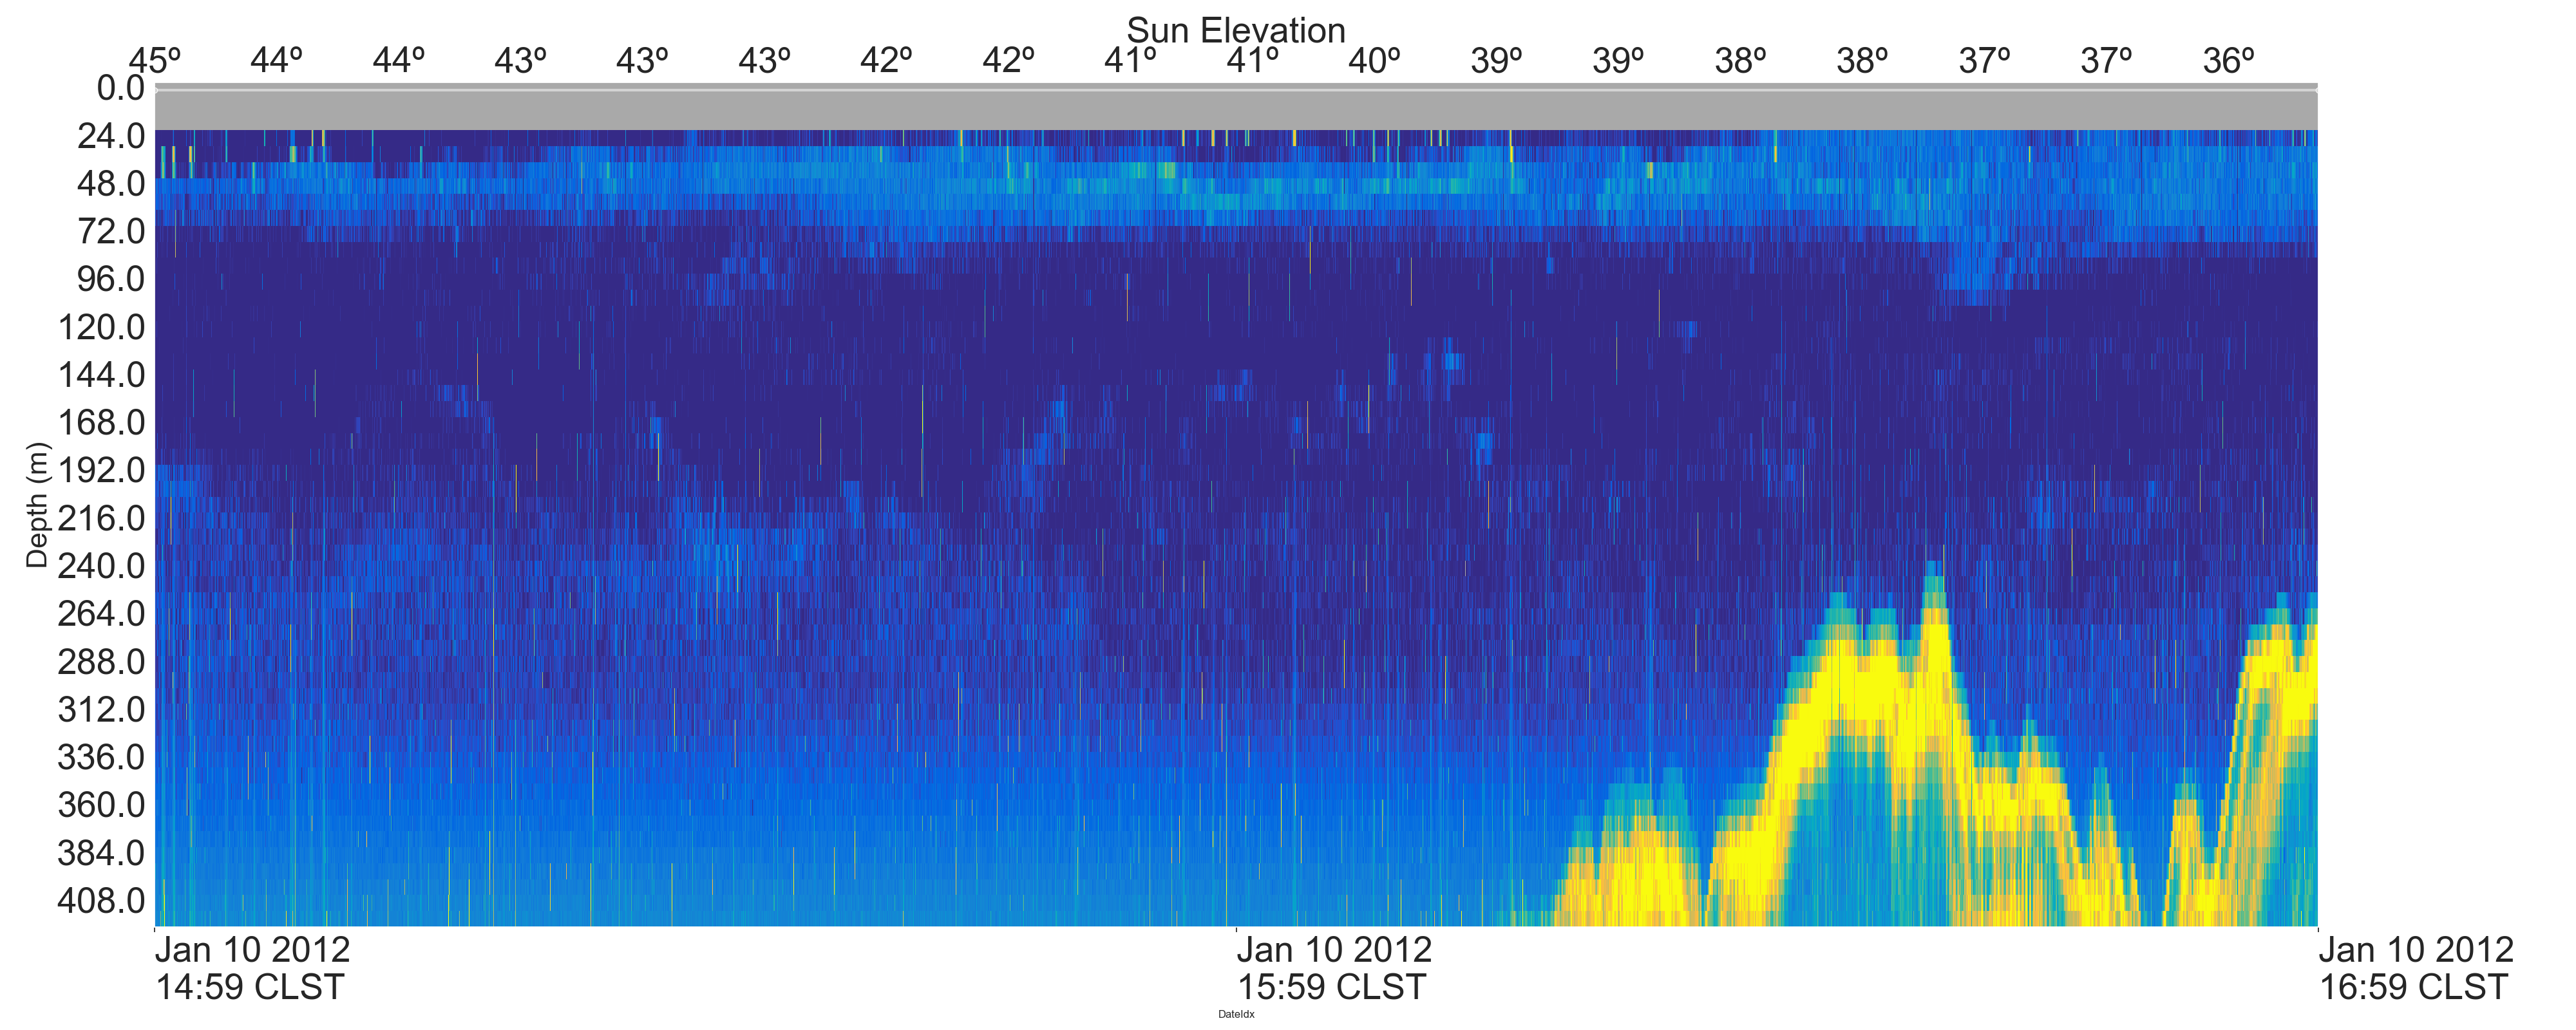 Sun Elevation
45º 44º 44º 43º 43º 43º 42º 42º 41º 41º 40º 39º 39º 38º 38º 37º 37º 36º
0.0
24.0
48.0
72.0
96.0
120.0
144.0
168.0
192.0
216.0
240.0
264.0
288.0
312.0
336.0
360.0
384.0
408.0
Depth (m)
Jan 10 2012
14:59 CLST
Jan 10 2012
15:59 CLST
Jan 10 2012
16:59 CLST
DateIdx